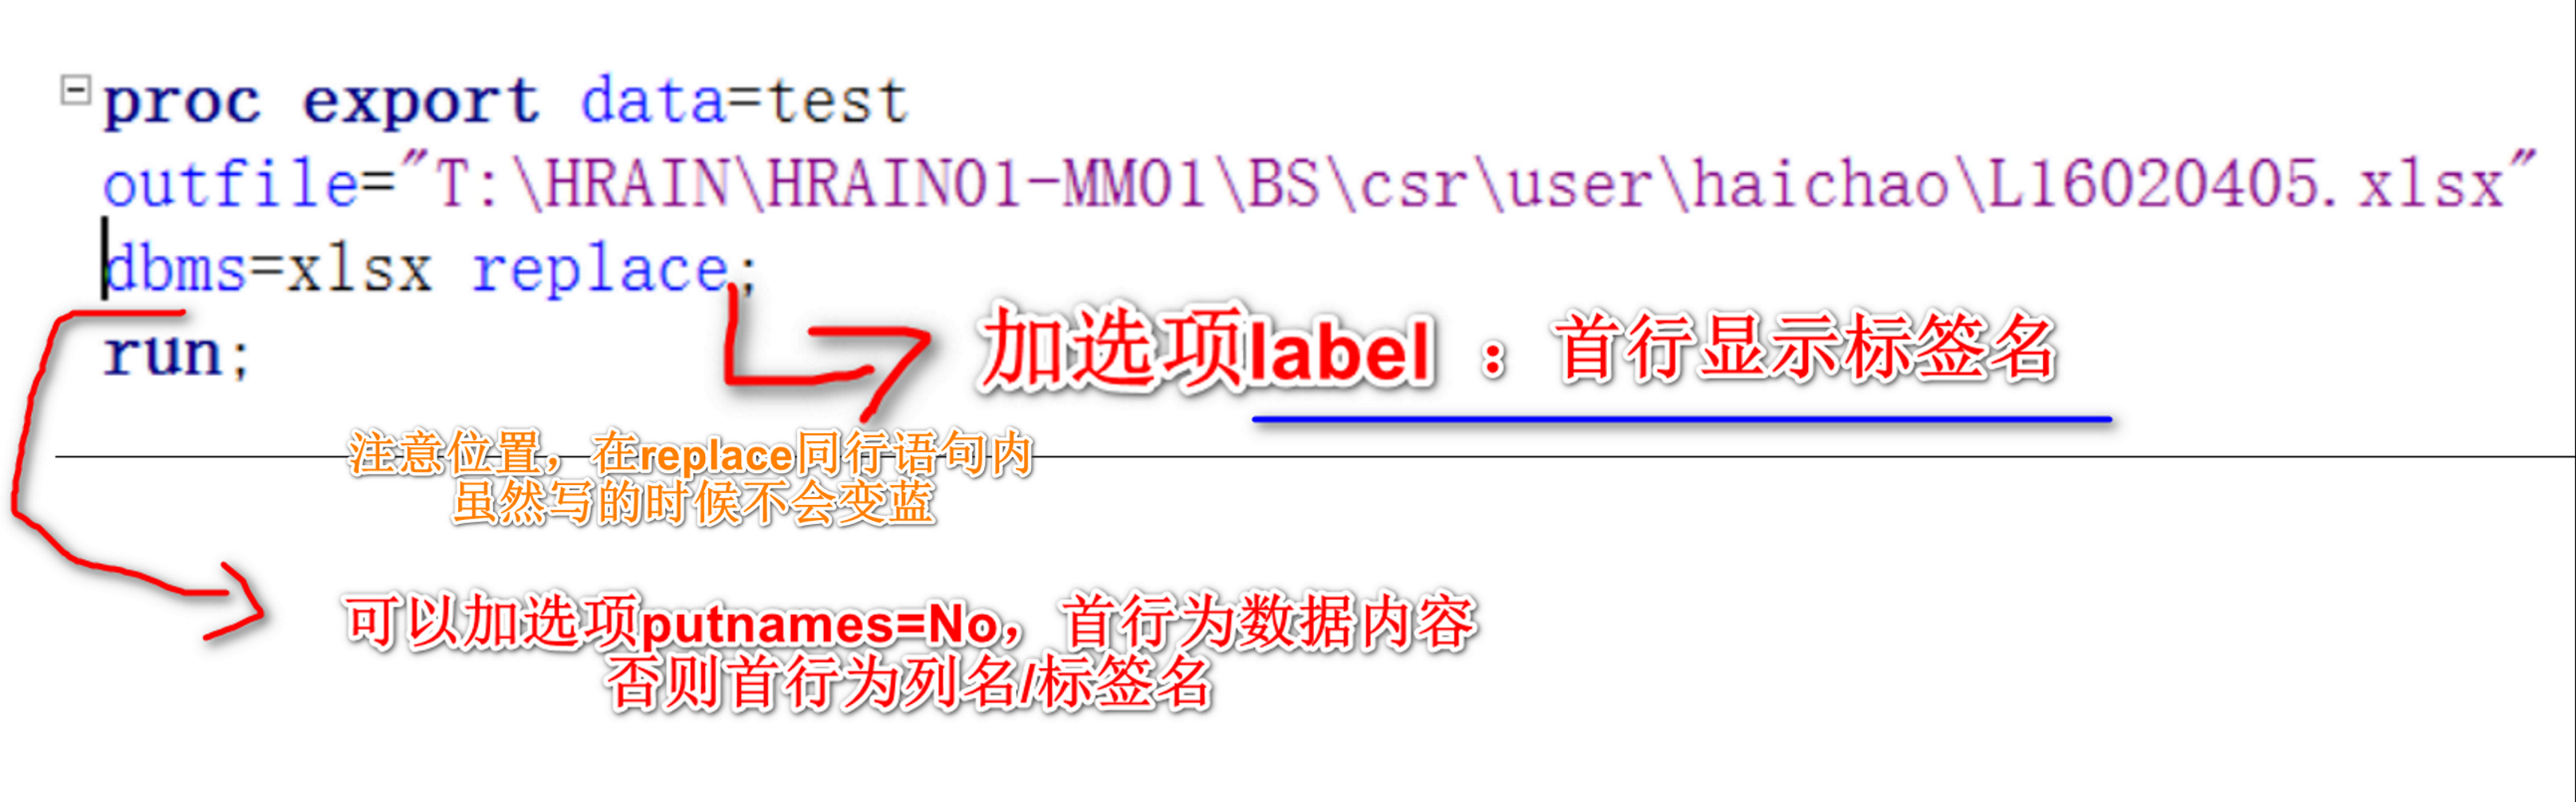 proc export data=test
outfile="T:\HRAIN\HRAIN01-MM01\BS\csr\user\haichao\L16020405.xlsx"
dbms=xlsx replace;
run;
加选项label ：首行显示标签名
注意位置，在replace同行语句内
虽然写的时候不会变蓝
可以加选项putnames=No，首行为数据内容
否则首行为列名/标签名